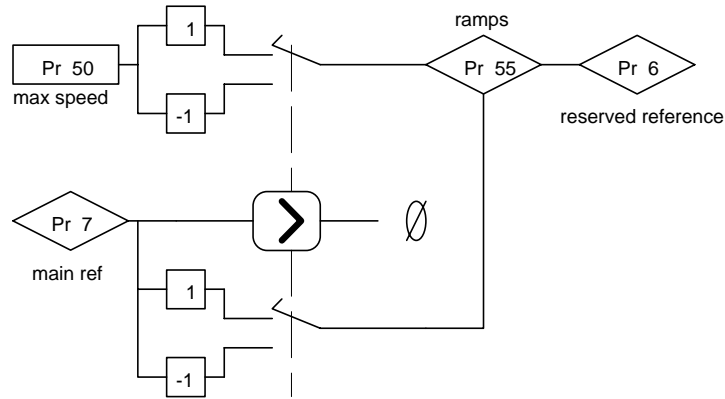 ramps
1
Pr 50
Pr 55
Pr 6
max speed
-1
reserved reference
>
0
Pr 7
main ref
1
-1